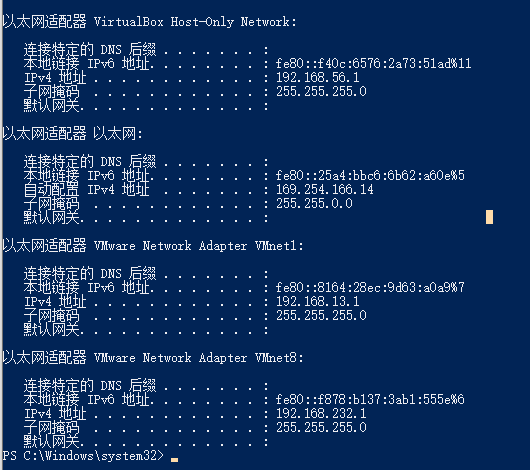 以太网适配器 VirtualBox Host-Only Network:
连接特定的 DNS 后缀 . . . . . . . :
本地链接 IPv6 地址. . . . . . . . : fe80::f40c:6576:2a73:51ad%11
IPv4 地址 . . . . . . . . . . . . : 192.168.56.1
子网掩码 . . . . . . . . . . . . : 255.255.255.0
默认网关. . . . . . . . . . . . . :
以太网适配器 以太网:
连接特定的 DNS 后缀 . . . . . . . :
本地链接 IPv6 地址. . . . . . . . : fe80::25a4:bbc6:6b62:a60e%5
自动配置 IPv4 地址 . . . . . . . : 169.254.166.14
子网掩码 . . . . . . . . . . . . : 255.255.0.0
默认网关. . . . . . . . . . . . . :
以太网适配器 VMware Network Adapter VMnet1:
连接特定的 DNS 后缀 . . . . . . . :
本地链接 IPv6 地址. . . . . . . . : fe80::8164:28ec:9d63:a0a9%7
IPv4 地址 . . . . . . . . . . . . : 192.168.13.1
子网掩码 . . . . . . . . . . . . : 255.255.255.0
默认网关. . . . . . . . . . . . . :
以太网适配器 VMware Network Adapter VMnet8:
连接特定的 DNS 后缀 . . . . . . . :
本地链接 IPv6 地址. . . . . . . . : fe80::f878:b137:3ab1:555e%6
IPv4 地址 . . . . . . . . . . . . : 192.168.232.1
子网掩码 . . . . . . . . . . . . : 255.255.255.0
默认网关. . . . . . . . . . . . . :
PS C:\Windows\system32>